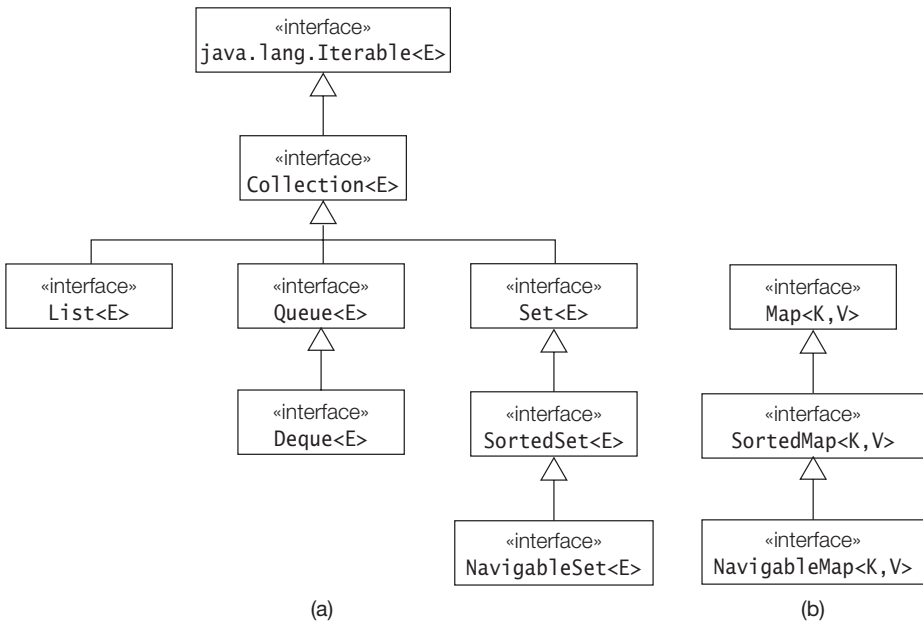 «interface»
java.lang.Iterable<E>
«interface»
Collection<E>
«interface»
List<E>
«interface»
Queue<E>
«interface»
Set<E>
«interface»
Map<K,V>
«interface»
Deque<E>
«interface»
SortedSet<E>
«interface»
SortedMap<K,V>
«interface»
NavigableSet<E>
«interface»
NavigableMap<K,V>
(a)
(b)